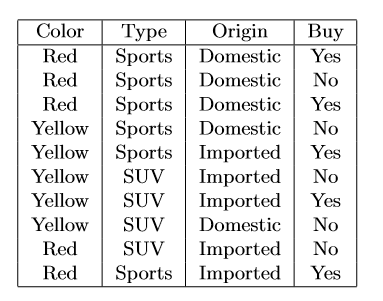 Color Type Origin Buy
Red Sports Domestic Yes
Red Sports Domestic No
Red Sports Domestic Yes
Yellow Sports Domestic No
Yellow Sports Imported Yes
Yellow SUV Imported No
Yellow SUV Imported Yes
Yellow SUV Domestic No
Red SUV Imported No
Red Sports Imported Yes